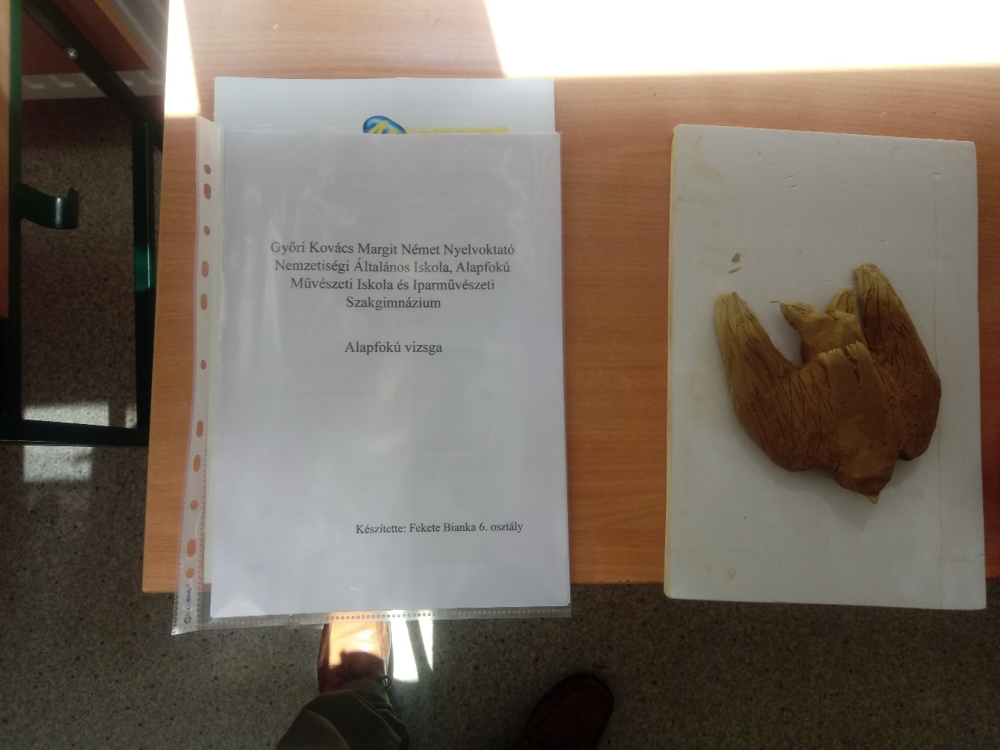 Győri Kovács Margit Német Nyelvoktató
Nemzetiségi Általános Iskola, Alapfokú
Művészeti Iskola és Iparművészeti
Szakgimnázium
Alapfokú vizsga
Készítette: Fekete Bianka 6. osztály